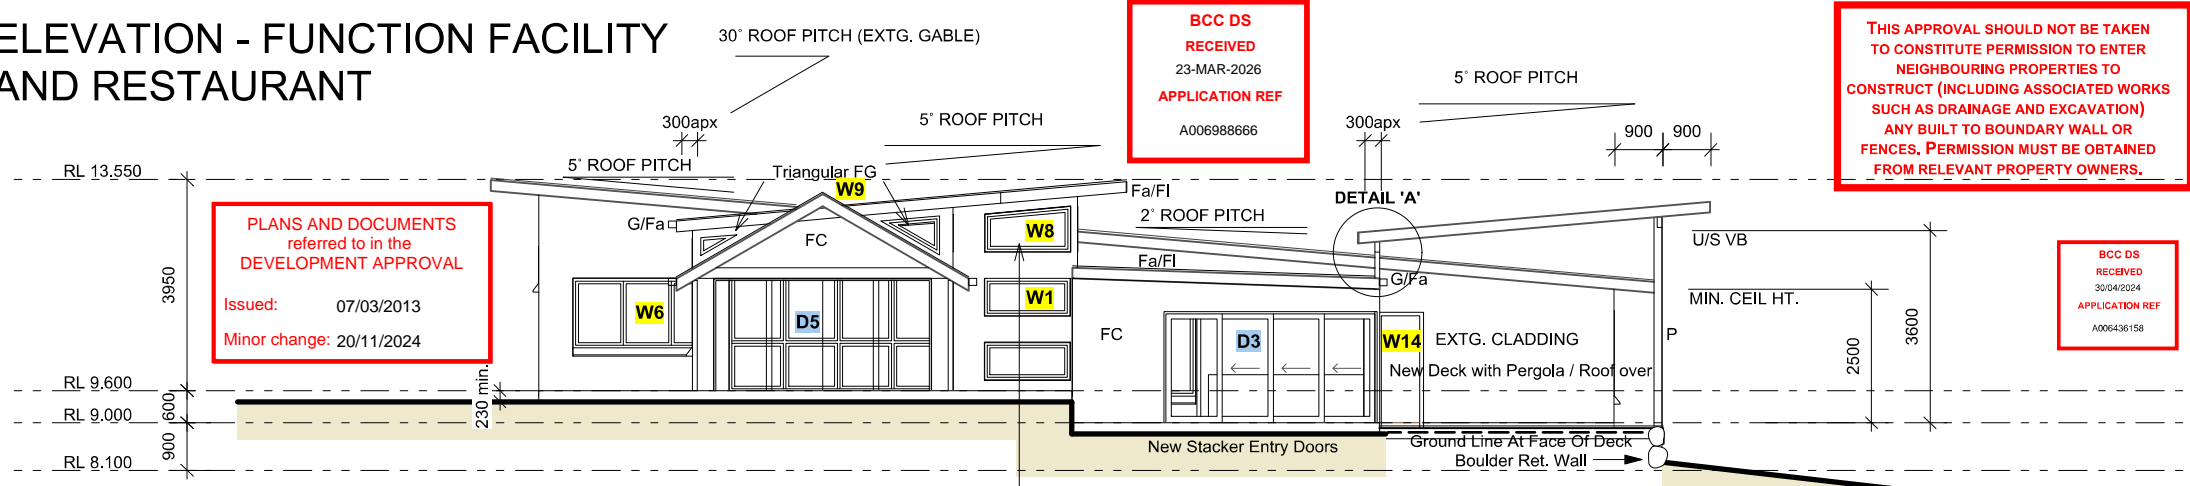 ELEVATION - FUNCTION FACILITY
AND RESTAURANT
30° ROOF PITCH (EXTG. GABLE)
BCC DS
RECEIVED
23-MAR-2026
APPLICATION REF
A006988666
THIS APPROVAL SHOULD NOT BE TAKEN
TO CONSTITUTE PERMISSION TO ENTER
NEIGHBOURING PROPERTIES TO
CONSTRUCT (INCLUDING ASSOCIATED WORKS
SUCH AS DRAINAGE AND EXCAVATION)
ANY BUILT TO BOUNDARY WALL OR
FENCES. PERMISSION MUST BE OBTAINED
FROM RELEVANT PROPERTY OWNERS.
5° ROOF PITCH
300apx
5° ROOF PITCH
300apx
900
900
RL 13.550
5° ROOF PITCH
Triangular FG
W9
Fa/Fl
DETAIL 'A'
PLANS AND DOCUMENTS
referred to in the
DEVELOPMENT APPROVAL
Issued: 07/03/2013
Minor change: 20/11/2024
G/Fa
FC
W8
2° ROOF PITCH
U/S VB
Fa/Fl
G/Fa
BCC DS
RECEIVED
30/04/2024
APPLICATION REF
A006436158
3950
W6
D5
W1
MIN. CEIL HT.
FC
D3
W14
EXTG. CLADDING
P
3600
2500
New Deck with Pergola / Roof over
RL 9.600
230 min.
600
RL 9.000
900
New Stacker Entry Doors
Ground Line At Face Of Deck
Boulder Ret. Wall
RL 8.100